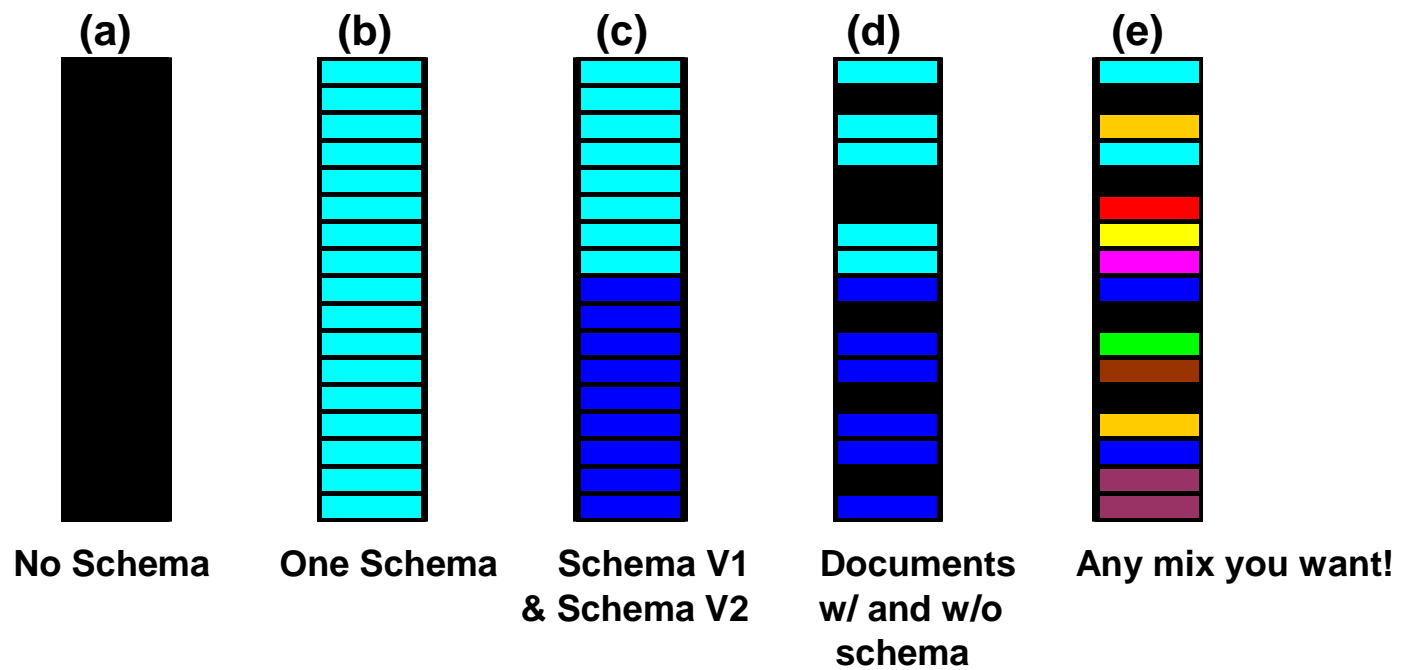 (a)
(b)
(c)
(d)
(e)
No Schema
One Schema
Schema V1
& Schema V2
Documents
w/ and w/o
schema
Any mix you want!